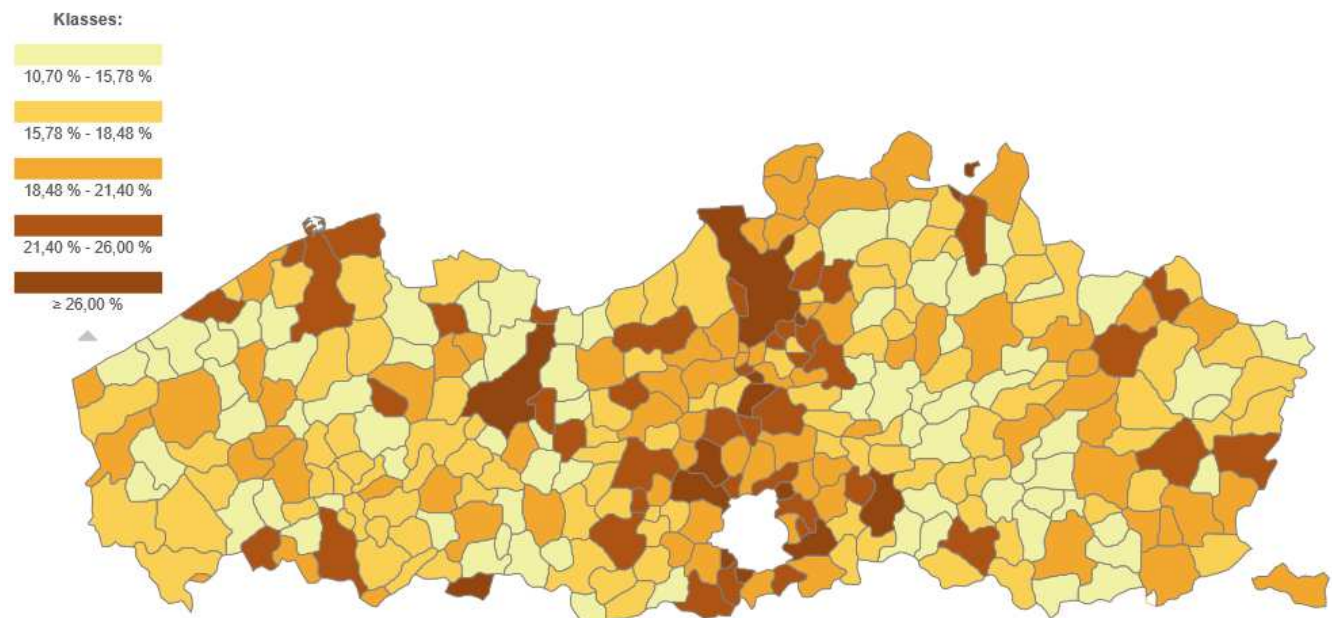 Klasses:
10,70 % - 15,78 %
15,78 % - 18,48 %
18,48 % - 21,40 %
21,40 % - 26,00 %
≥ 26,00 %